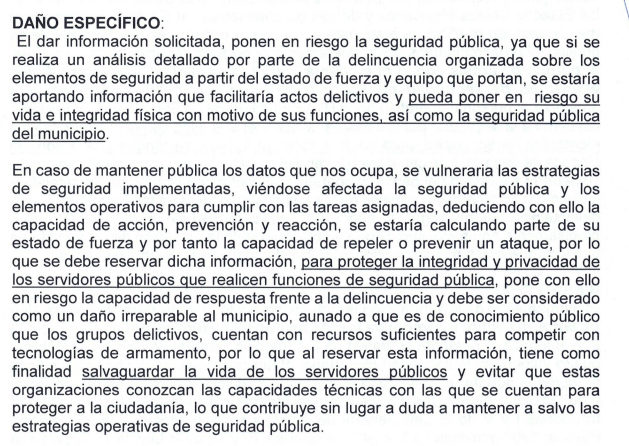 DAÑO ESPECÍFICO:
El dar información solicitada, ponen en riesgo la seguridad pública, ya que si se
realiza un análisis detallado por parte de la delincuencia organizada sobre los
elementos de seguridad a partir del estado de fuerza y equipo que portan, se estaría
aportando información que facilitaría actos delictivos y pueda poner en riesgo su
vida e integridad física con motivo de sus funciones, así como la seguridad pública
del municipio.
En caso de mantener pública los datos que nos ocupa, se vulneraria las estrategias
de seguridad implementadas, viéndose afectada la seguridad pública y los
elementos operativos para cumplir con las tareas asignadas, deduciendo con ello la
capacidad de acción, prevención y reacción, se estaría calculando parte de su
estado de fuerza y por tanto la capacidad de repeler o prevenir un ataque, por lo
que se debe reservar dicha información, para proteger la integridad y privacidad de
los servidores públicos que realicen funciones de seguridad pública, pone con ello
en riesgo la capacidad de respuesta frente a la delincuencia y debe ser considerado
como un daño irreparable al municipio, aunado a que es de conocimiento público
que los grupos delictivos, cuentan con recursos suficientes para competir con
tecnologías de armamento, por lo que al reservar esta información, tiene como
finalidad salvaguardar la vida de los servidores públicos y evitar que estas
organizaciones conozcan las capacidades técnicas con las que se cuentan para
proteger a la ciudadanía, lo que contribuye sin lugar a duda a mantener a salvo las
estrategias operativas de seguridad pública.